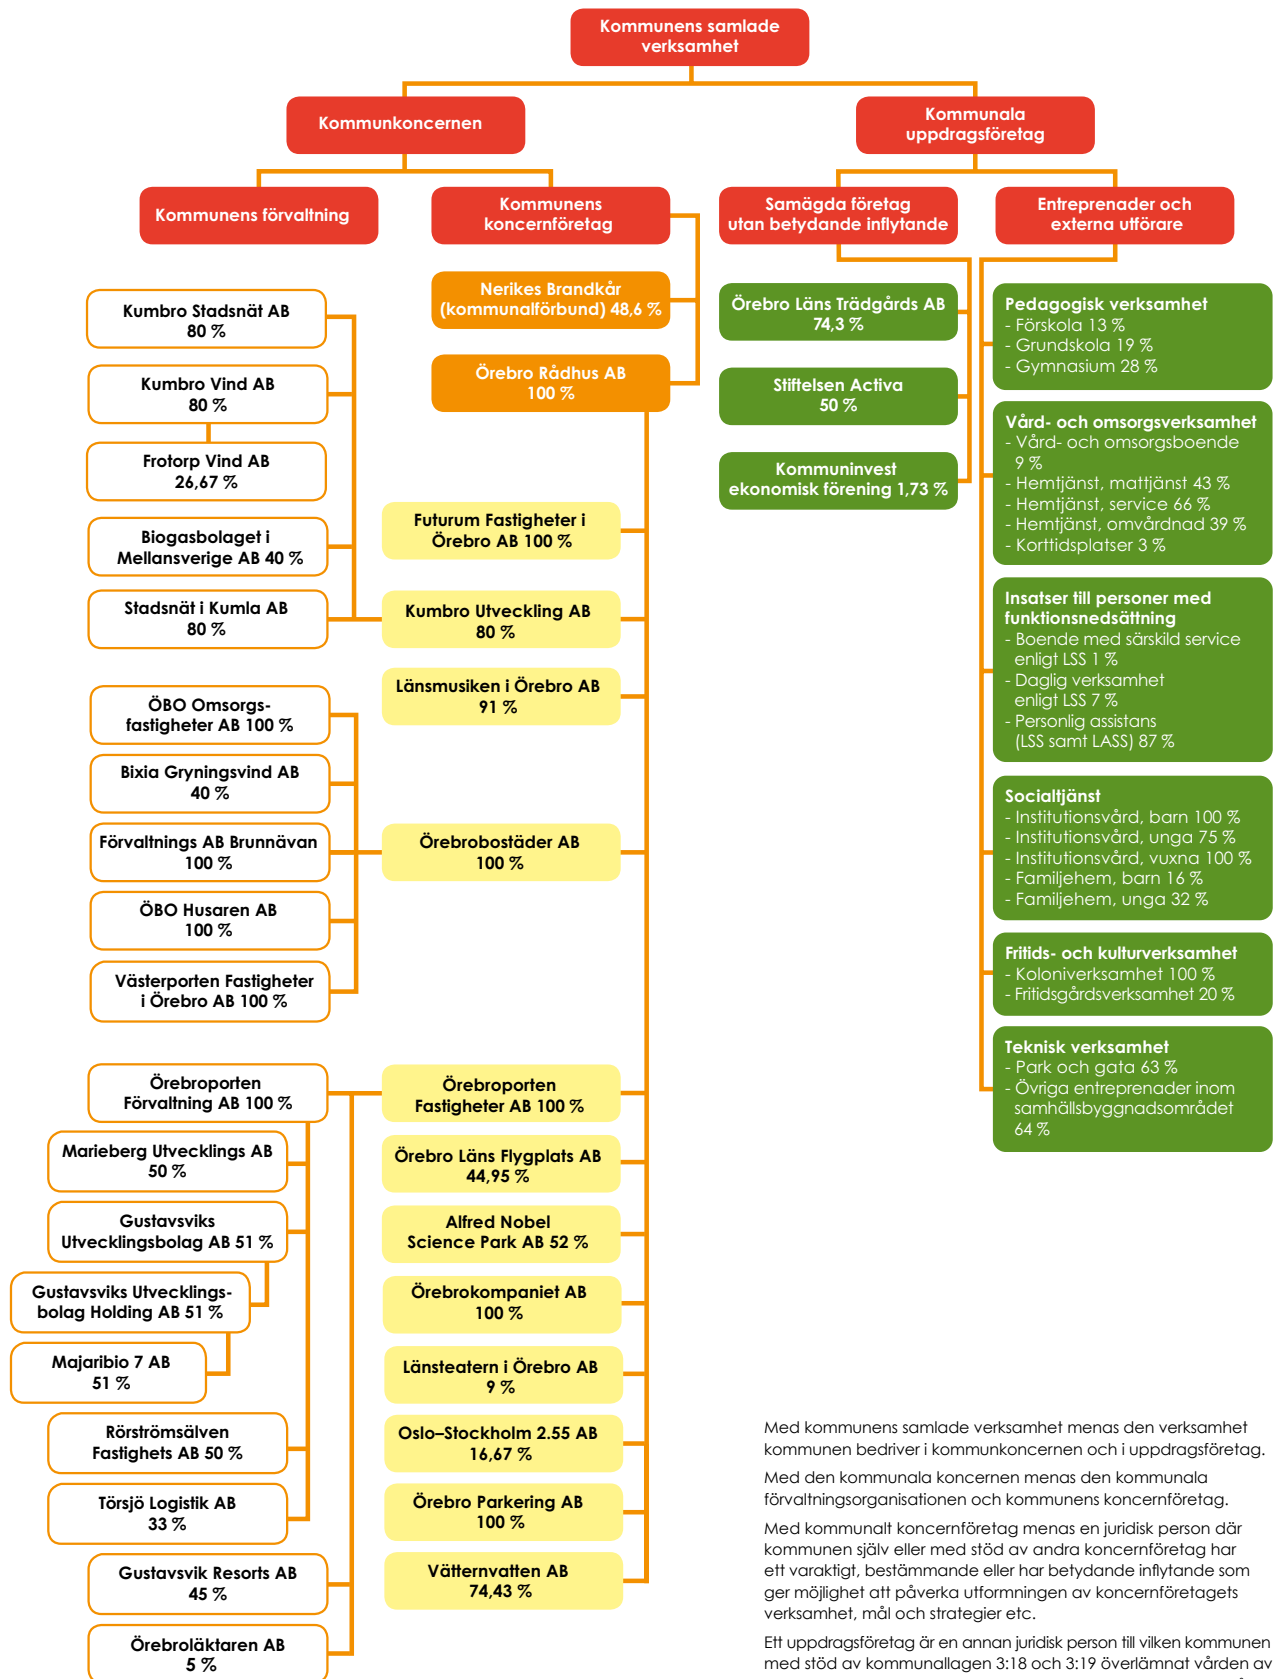 Kommunens samlade
verksamhet
Kommunkoncernen
Kommunala
uppdragsföretag
Kommunens förvaltning
Kommunens
koncernföretag
Samägda företag
utan betydande inflytande
Entreprenader och
externa utförare
Nerikes Brandkår
(kommunalförbund) 48,6 %
Örebro Rådhus AB
100 %
Kumbro Stadsnät AB
80 %
Kumbro Vind AB
80 %
Frotorp Vind AB
26,67 %
Biogasbolaget i
Mellansverige AB 40 %
Stadsnät i Kumla AB
80 %
ÖBO Omsorgs-
fastigheter AB 100 %
Bixia Gryningsvind AB
40 %
Förvaltnings AB Brunnävan
100 %
ÖBO Husaren AB
100 %
Västerporten Fastigheter
i Örebro AB 100 %
Örebroporten
Förvaltning AB 100 %
Marieberg Utvecklings AB
50 %
Gustavsviks
Utvecklingsbolag AB 51 %
Gustavsviks Utvecklings-
bolag Holding AB 51 %
Majaribio 7 AB
51 %
Rörströmsälven
Fastighets AB 50 %
Törsjö Logistik AB
33 %
Gustavsvik Resorts AB
45 %
Örebroläktaren AB
5 %
Futurum Fastigheter i
Örebro AB 100 %
Kumbro Utveckling AB
80 %
Länsmusiken i Örebro AB
91 %
Örebrobostäder AB
100 %
Örebroporten
Fastigheter AB 100 %
Örebro Läns Flygplats AB
44,95 %
Alfred Nobel
Science Park AB 52 %
Örebrokompaniet AB
100 %
Länsteatern i Örebro AB
9 %
Oslo–Stockholm 2.55 AB
16,67 %
Örebro Parkering AB
100 %
Vätternvatten AB
74,43 %
Örebro Läns Trädgårds AB
74,3 %
Stiftelsen Activa
50 %
Kommuninvest
ekonomisk förening 1,73 %
Pedagogisk verksamhet
- Förskola 13 %
- Grundskola 19 %
- Gymnasium 28 %
Vård- och omsorgsverksamhet
- Vård- och omsorgsboende
9 %
- Hemtjänst, mattjänst 43 %
- Hemtjänst, service 66 %
- Hemtjänst, omvårdnad 39 %
- Korttidsplatser 3 %
Insatser till personer med
funktionsnedsättning
- Boende med särskild service
enligt LSS 1 %
- Daglig verksamhet
enligt LSS 7 %
- Personlig assistans
(LSS samt LASS) 87 %
Socialtjänst
- Institutionsvård, barn 100 %
- Institutionsvård, unga 75 %
- Institutionsvård, vuxna 100 %
- Familjehem, barn 16 %
- Familjehem, unga 32 %
Fritids- och kulturverksamhet
- Koloniverksamhet 100 %
- Fritidsgårdsverksamhet 20 %
Teknisk verksamhet
- Park och gata 63 %
- Övriga entreprenader inom
samhällsbyggnadsområdet
64 %
Med kommunens samlade verksamhet menas den verksamhet
kommunen bedriver i kommunkoncernen och i uppdragsföretag.
Med den kommunala koncernen menas den kommunala
förvaltningsorganisationen och kommunens koncernföretag.
Med kommunalt koncernföretag menas en juridisk person där
kommunen själv eller med stöd av andra koncernföretag har
ett varaktigt, bestämmande eller har betydande inflytande som
ger möjlighet att påverka utformningen av koncernföretagets
verksamhet, mål och strategier etc.
Ett uppdragsföretag är en annan juridisk person till vilken kommunen
med stöd av kommunallagen 3:18 och 3:19 överlämnat vården av